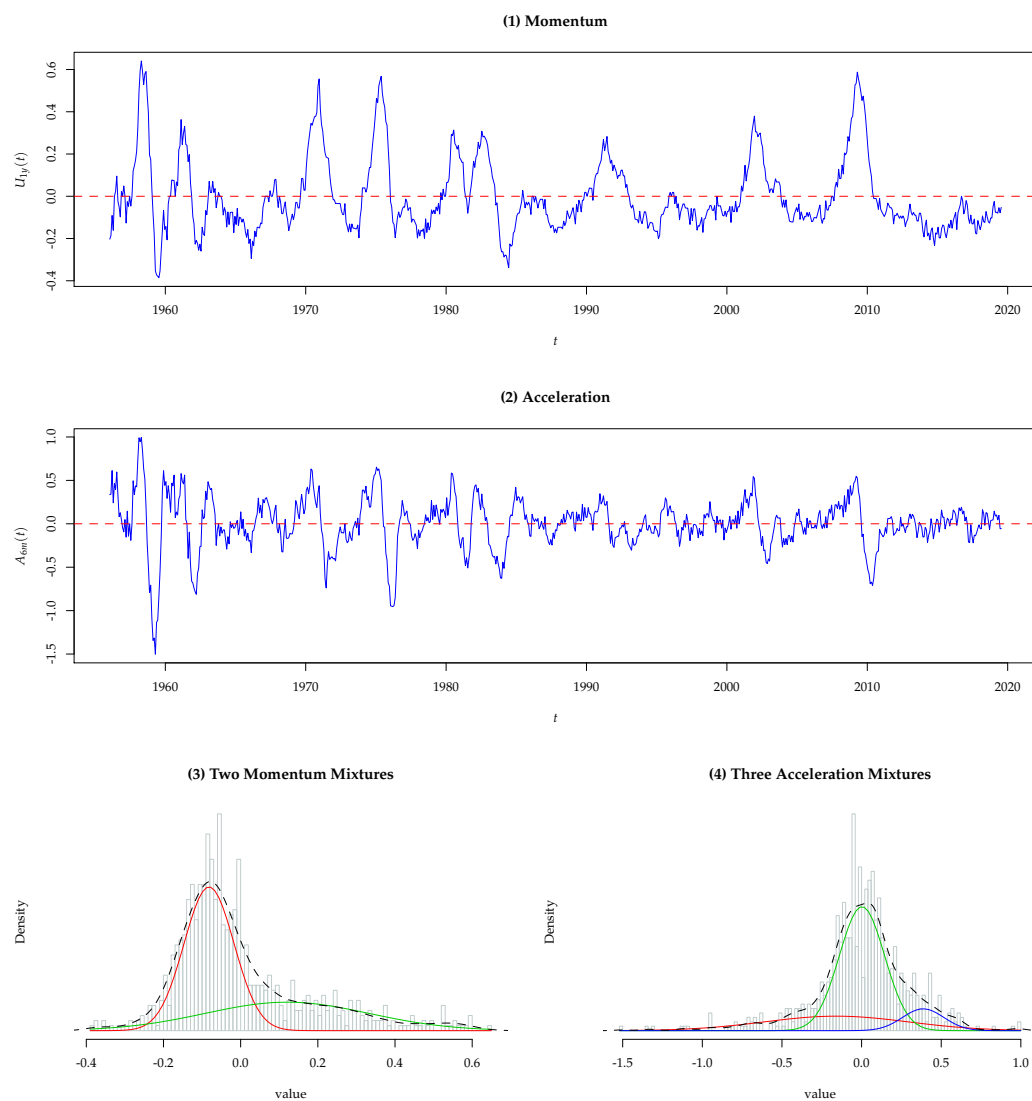 (1) Momentum
U1y(t)
0.6
0.4
0.2
0.0
-0.2
-0.4
1960 1970 1980 1990 2000 2010 2020
t
(2) Acceleration
A6m(t)
1.0
0.5
0.0
-0.5
-1.0
-1.5
1960 1970 1980 1990 2000 2010 2020
t
(3) Two Momentum Mixtures
Density
-0.4 -0.2 0.0 0.2 0.4 0.6
value
(4) Three Acceleration Mixtures
Density
-1.5 -1.0 -0.5 0.0 0.5 1.0
value